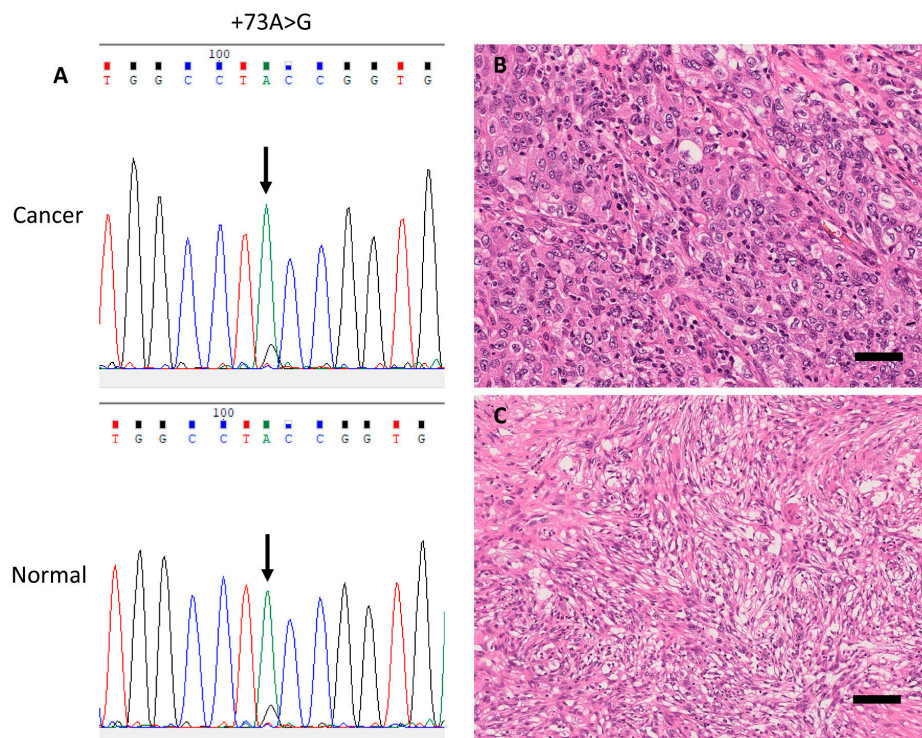 +73A>G
A
100
T G G C C T A C C G G T G
Cancer
100
T G G C C T A C C G G T G
Normal
B
C